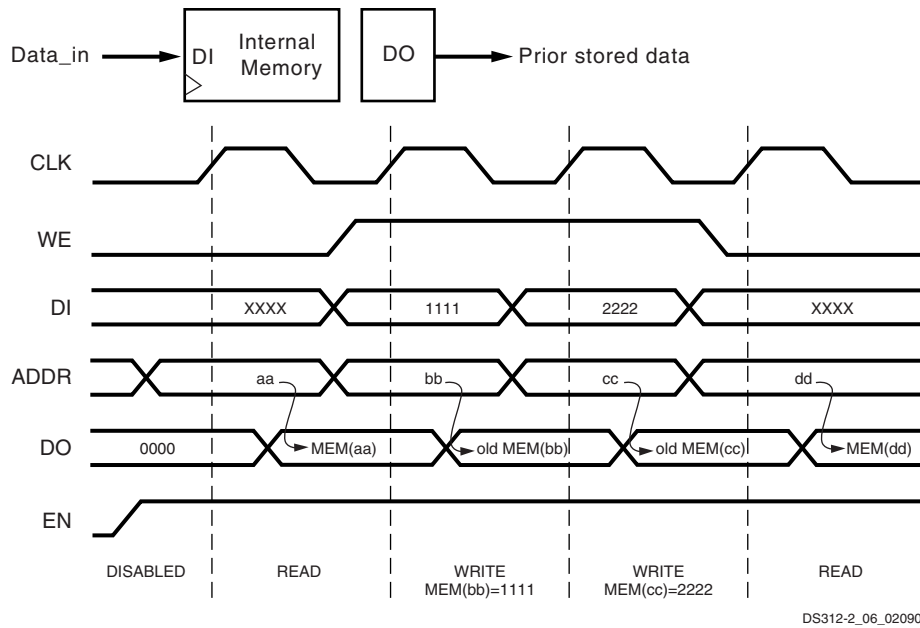 Data_in DI Internal Memory DO Prior stored data
CLK
WE
DI XXXX 1111 2222 XXXX
ADDR aa bb cc dd
DO 0000 MEM(aa) old MEM(bb) old MEM(cc) MEM(dd)
EN
DISABLED READ WRITE MEM(bb)=1111 WRITE MEM(cc)=2222 READ
DS312-2_06_02090